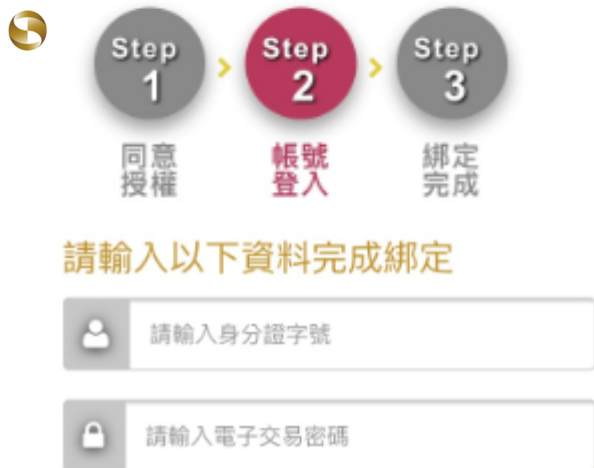 Step
1
Step
2
Step
3
同意
授權
帳號
登入
綁定
完成
請輸入以下資料完成綁定
請輸入身分證字號
請輸入電子交易密碼